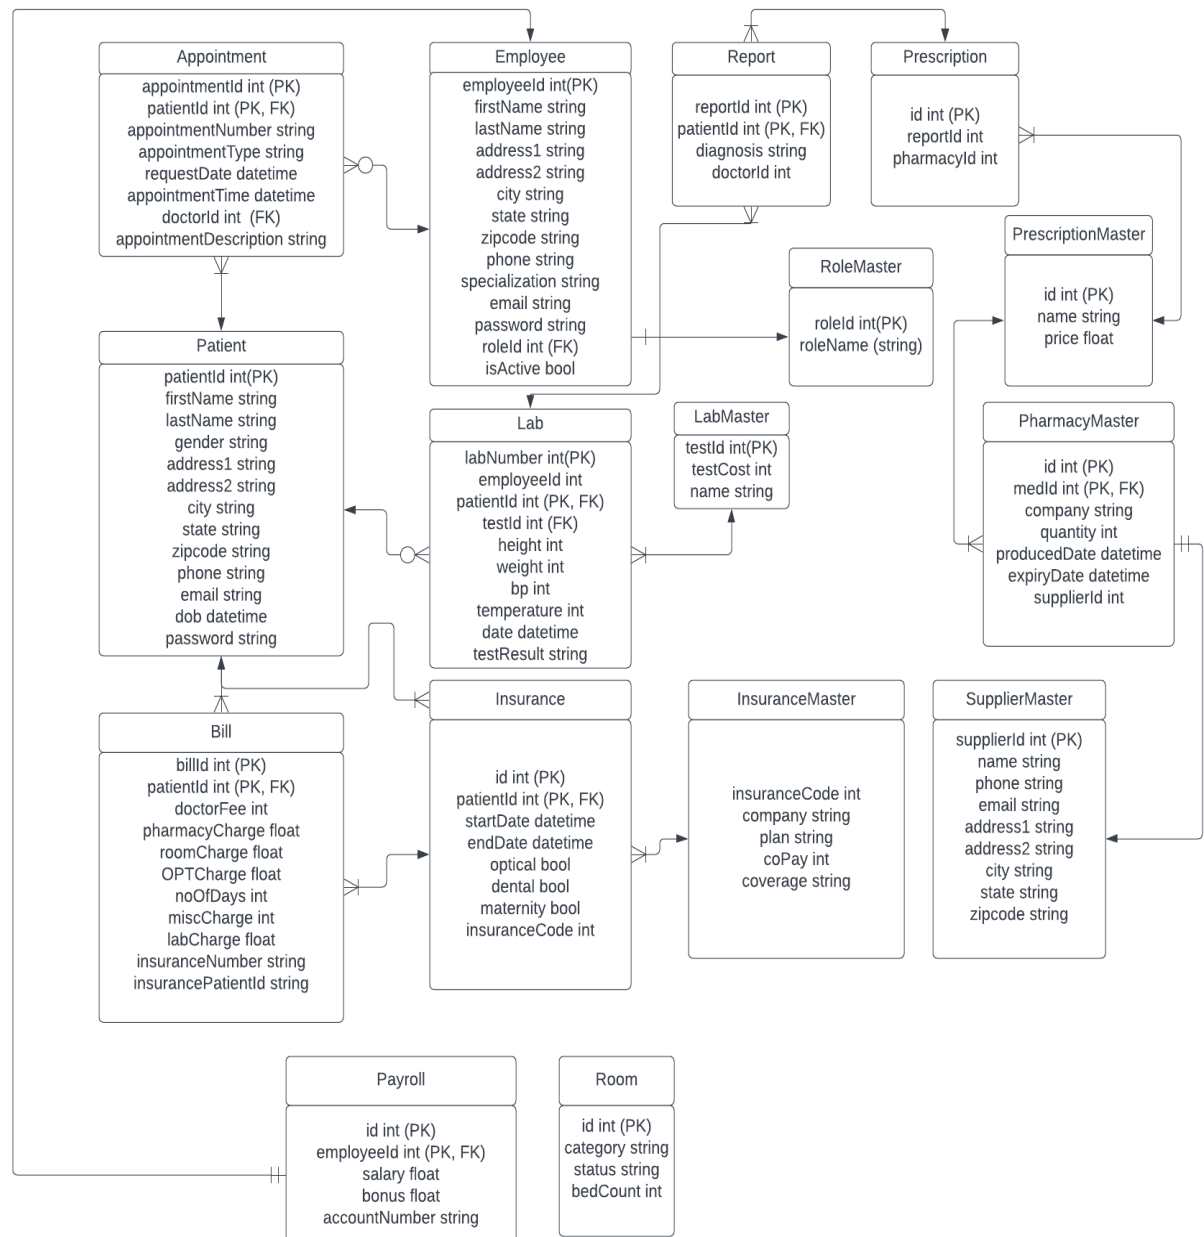 Appointment
appointmentId int (PK)
patientId int (PK, FK)
appointmentNumber string
appointmentType string
requestDate datetime
appointmentTime datetime
doctorId int (FK)
appointmentDescription string
Employee
employeeId int(PK)
firstName string
lastName string
address1 string
address2 string
city string
state string
zipcode string
phone string
specialization string
email string
password string
roleId int (FK)
isActive bool
Report
reportId int (PK)
patientId int (PK, FK)
diagnosis string
doctorId int
Prescription
id int (PK)
reportId int
pharmacyId int
PrescriptionMaster
id int (PK)
name string
price float
RoleMaster
roleId int(PK)
roleName (string)
Patient
patientId int(PK)
firstName string
lastName string
gender string
address1 string
address2 string
city string
state string
zipcode string
phone string
email string
dob datetime
password string
Lab
labNumber int(PK)
employeeId int
patientId int (PK, FK)
testId int (FK)
height int
weight int
bp int
temperature int
date datetime
testResult string
LabMaster
testId int(PK)
testCost int
name string
PharmacyMaster
id int (PK)
medId int (PK, FK)
company string
quantity int
producedDate datetime
expiryDate datetime
supplierId int
Bill
billId int (PK)
patientId int (PK, FK)
doctorFee int
pharmacyCharge float
roomCharge float
OPTCharge float
noOfDays int
miscCharge int
labCharge float
insuranceNumber string
insurancePatientId string
Insurance
id int (PK)
patientId int (PK, FK)
startDate datetime
endDate datetime
optical bool
dental bool
maternity bool
insuranceCode int
InsuranceMaster
insuranceCode int
company string
plan string
coPay int
coverage string
SupplierMaster
supplierId int (PK)
name string
phone string
email string
address1 string
address2 string
city string
state string
zipcode string
Payroll
id int (PK)
employeeId int (PK, FK)
salary float
bonus float
accountNumber string
Room
id int (PK)
category string
status string
bedCount int